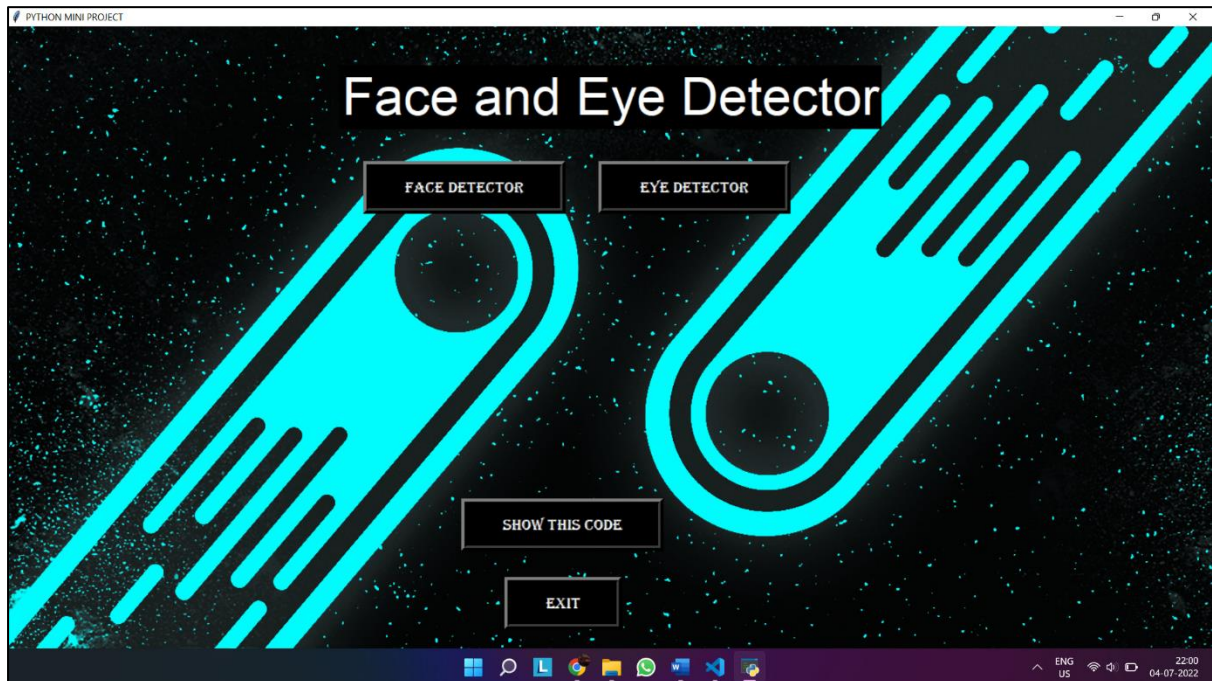 PYTHON MINI PROJECT
Face and Eye Detector
FACE DETECTOR
EYE DETECTOR
SHOW THIS CODE
EXIT
L
ENG
US
22:00
04-07-2022